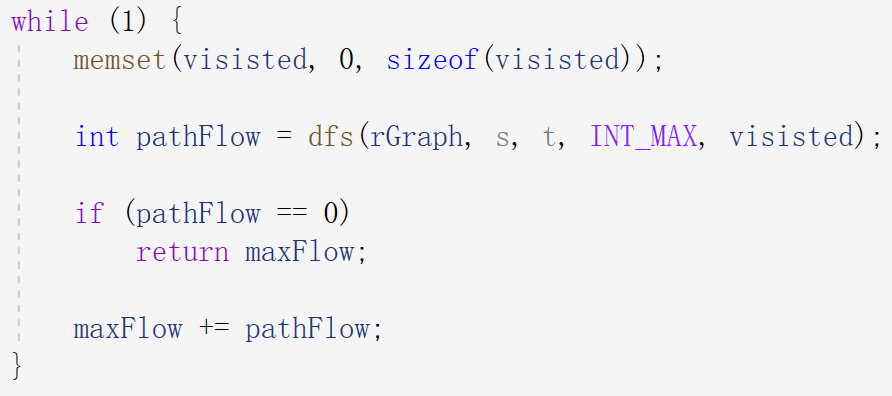 while (1) {
    memset(visisted, 0, sizeof(visisted));
    int pathFlow = dfs(rGraph, s, t, INT_MAX, visisted);
    if (pathFlow == 0)
        return maxFlow;
    maxFlow += pathFlow;
}